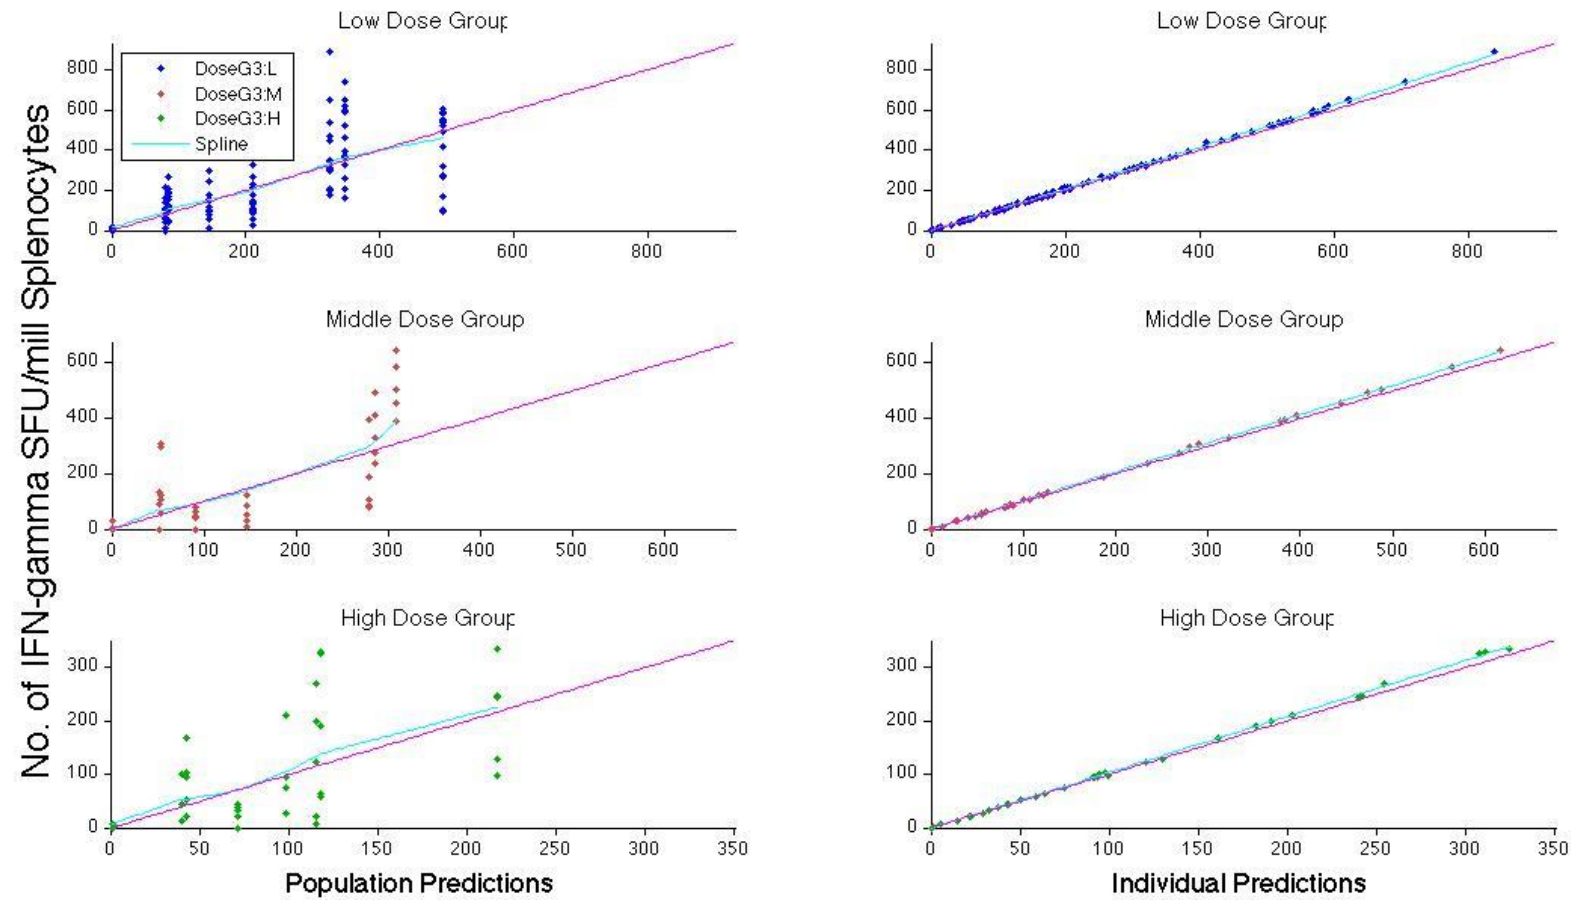 Low Dose Group
Low Dose Group
DoseG3:L
DoseG3:M
DoseG3:H
Spline
800
600
400
200
0
0 200 400 600 800
800
600
400
200
0
0 200 400 600 800
No. of IFN-gamma SFU/mill Splenocytes
Middle Dose Group
Middle Dose Group
600
400
200
0
0 100 200 300 400 500 600
600
400
200
0
0 100 200 300 400 500 600
High Dose Group
High Dose Group
300
200
100
0
0 50 100 150 200 250 300 350
300
200
100
0
0 50 100 150 200 250 300 350
Population Predictions
Individual Predictions